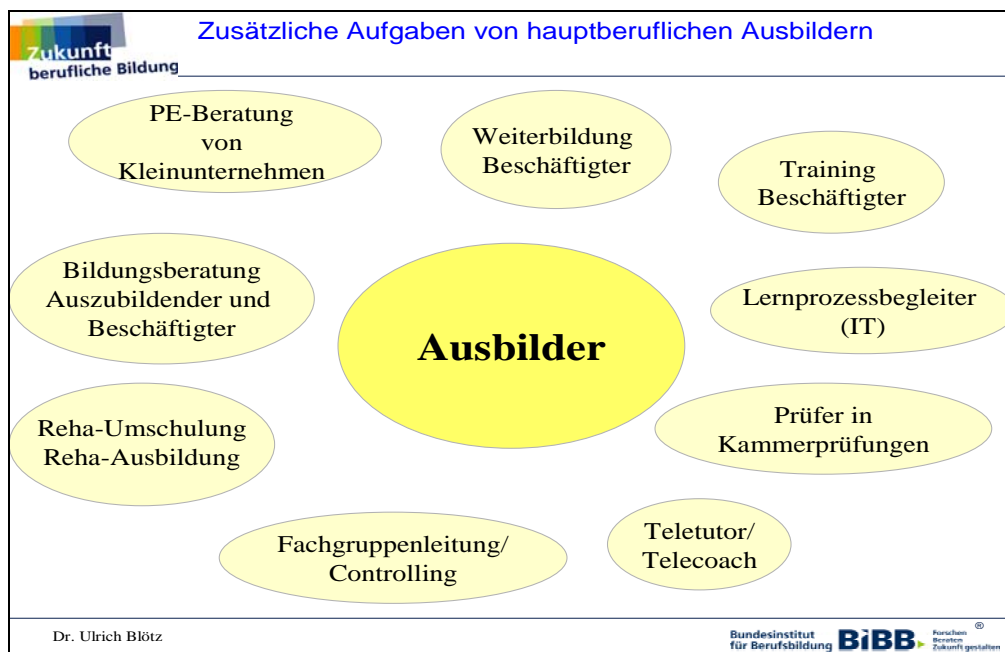 Zusätzliche Aufgaben von hauptberuflichen Ausbildern
Zukunft
berufliche Bildung
PE-Beratung
von
Kleinunternehmen
Weiterbildung
Beschäftigter
Training
Beschäftigter
Bildungsberatung
Auszubildender und
Beschäftigter
Ausbilder
Lernprozessbegleiter
(IT)
Reha-Umschulung
Reha-Ausbildung
Prüfer in
Kammerprüfungen
Fachgruppenleitung/
Controlling
Teletutor/
Telecoach
Dr. Ulrich Blötz
Bundesinstitut
für Berufsbildung
BiBB
®
Forschen
Beraten
Zukunft gestalten